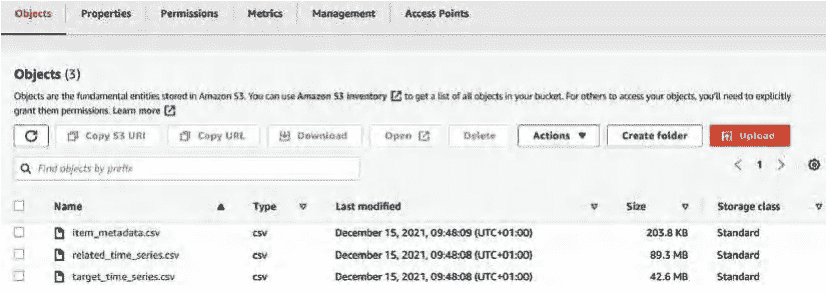 Objects Properties Permissions Metrics Management Access Points
Objects (3)
Objects are the fundamental entities stored in Amazon S3. You can use Amazon S3 inventory to get a list of all objects in your bucket. For others to access your objects, you'll need to explicitly
grant them permissions. Learn more
Copy S3 URI Copy URL Download Open Delete Actions Create folder Upload
Find objects by prefix
1
Name Type Last modified Size Storage class
item_metadata.csv csv December 15, 2021, 09:48:09 (UTC+01:00) 203.8 KB Standard
related_time_series.csv csv December 15, 2021, 09:48:08 (UTC+01:00) 89.3 MB Standard
target_time_series.csv csv December 15, 2021, 09:48:08 (UTC+01:00) 42.6 MB Standard